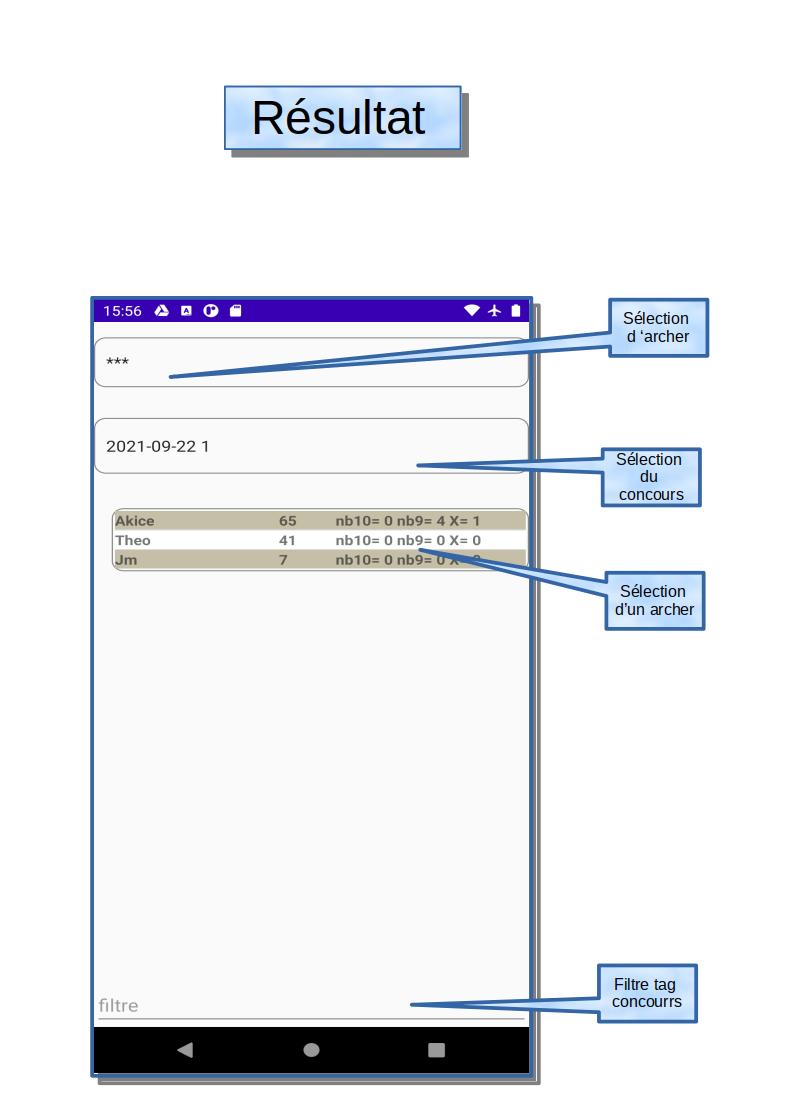 Résultat
15:56
Sélection
d ‘archer
***
2021-09-22 1
Sélection
du
concours
Akice 65 nb10= 0 nb9= 4 X= 1
Theo 41 nb10= 0 nb9= 0 X= 0
Jm 7 nb10= 0 nb9= 0 X= 0
Sélection
d'un archer
filtre
Filtre tag
concourrs